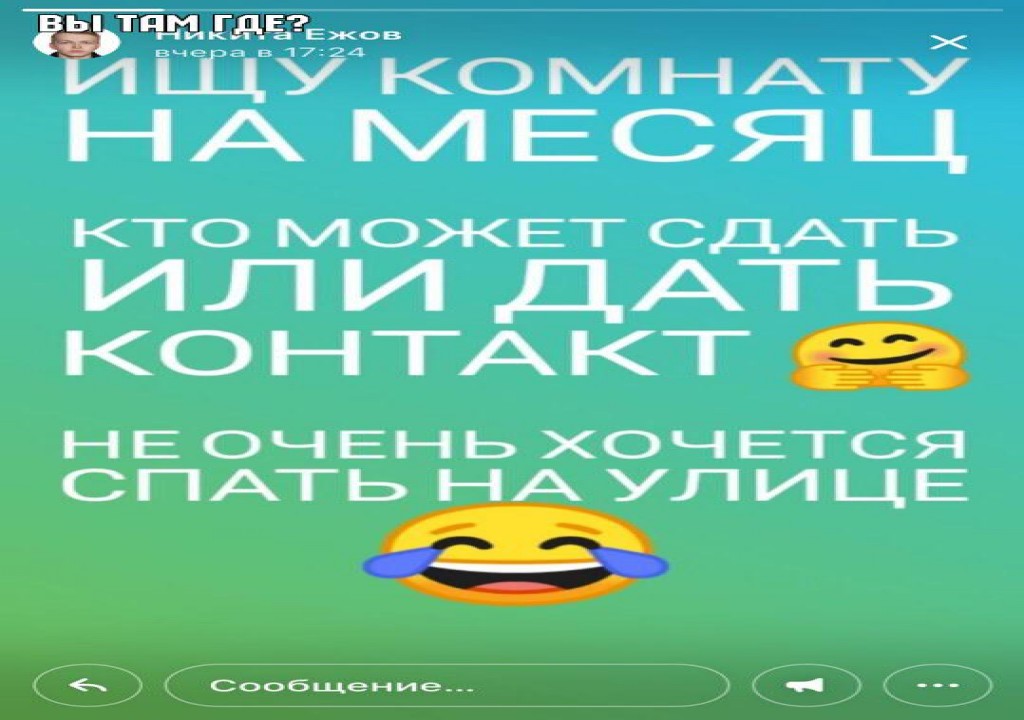 ВЫ ТАМ ГДЕ?
Никита Ежов
вчера в 17:24
ИЩУ КОМНАТУ
НА МЕСЯЦ
КТО МОЖЕТ СДАТЬ
ИЛИ ДАТЬ
КОНТАКТ
НЕ ОЧЕНЬ ХОЧЕТСЯ
СПАТЬ НА УЛИЦЕ
Сообщение...